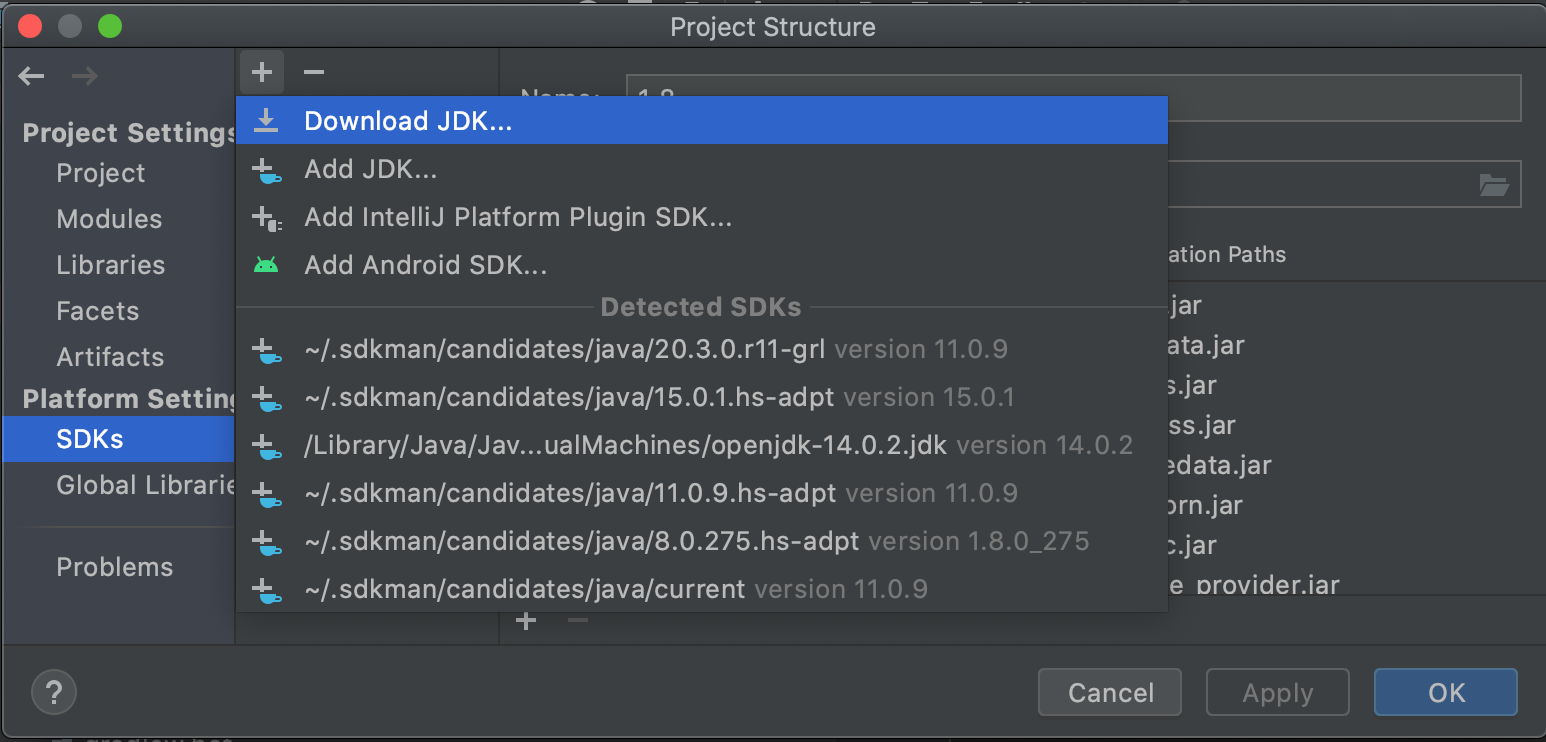 Project Structure
Project Settings
Project
Modules
Libraries
Facets
Artifacts
Platform Setting
SDKs
Global Librarie
Problems
Name:
1.8
Download JDK...
Add JDK...
Add IntelliJ Platform Plugin SDK...
Add Android SDK...
Detected SDKs
~/.sdkman/candidates/java/20.3.0.r11-grl version 11.0.9
~/.sdkman/candidates/java/15.0.1.hs-adpt version 15.0.1
/Library/Java/Jav...ualMachines/openjdk-14.0.2.jdk version 14.0.2
~/.sdkman/candidates/java/11.0.9.hs-adpt version 11.0.9
~/.sdkman/candidates/java/8.0.275.hs-adpt version 1.8.0_275
~/.sdkman/candidates/java/current version 11.0.9
ation Paths
.jar
ata.jar
s.jar
ss.jar
edata.jar
orn.jar
c.jar
e_provider.jar
?
Cancel
Apply
OK